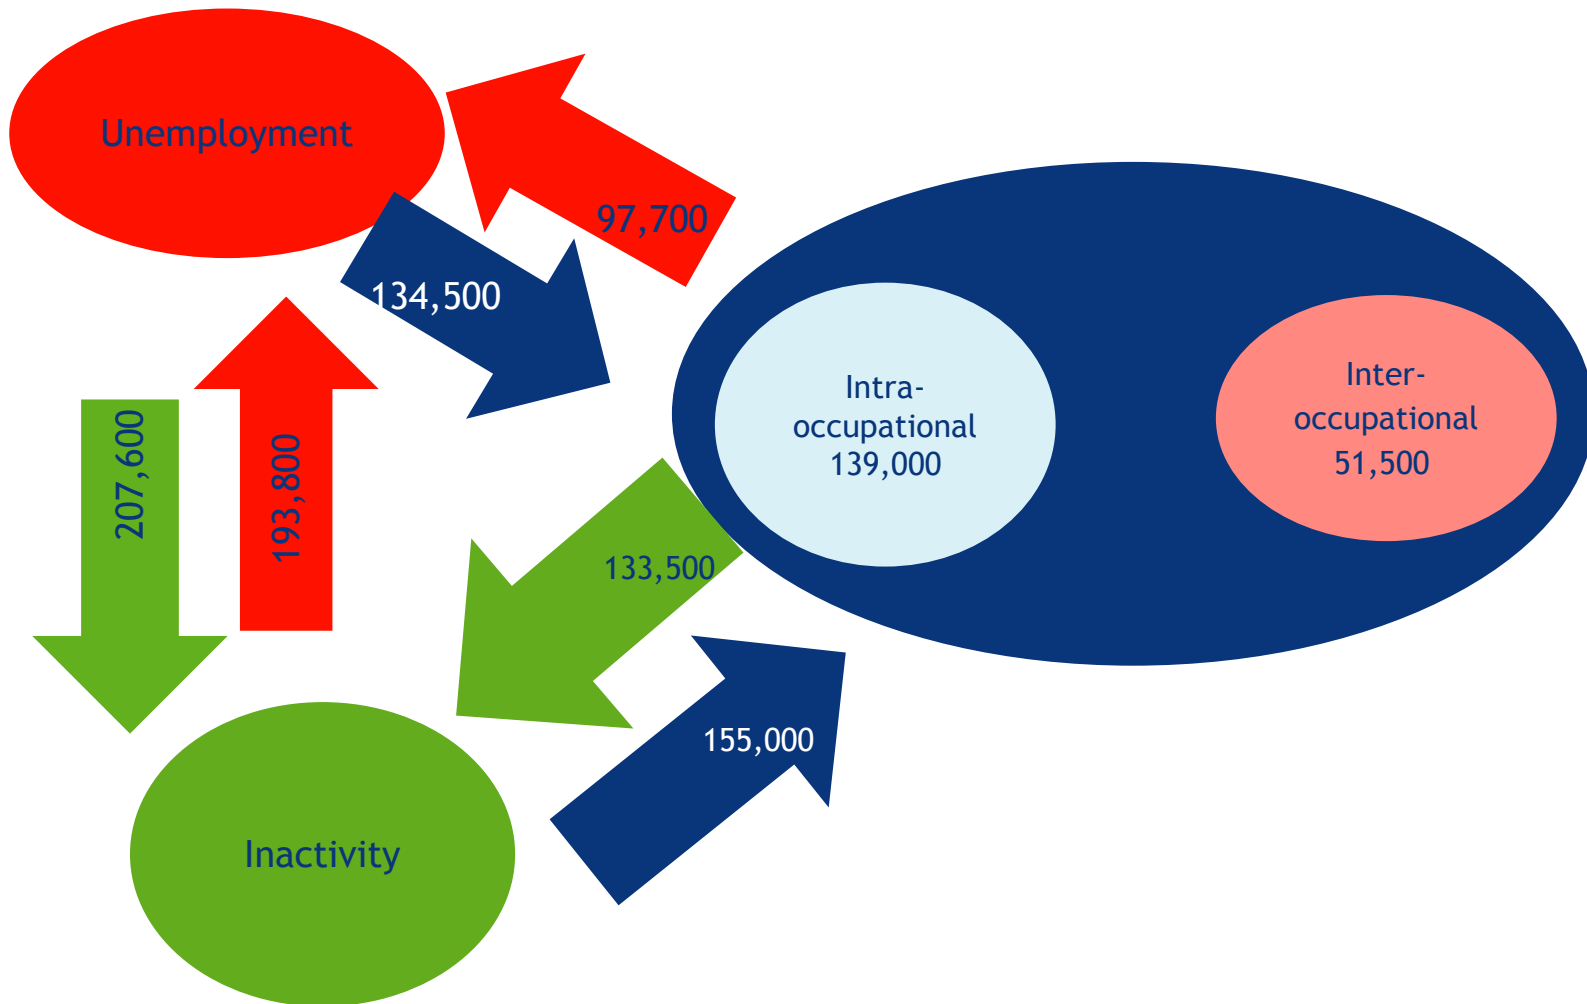 Unemployment
97,700
134,500
Intra-
occupational
139,000
Inter-
occupational
51,500
207,600
193,800
133,500
155,000
Inactivity